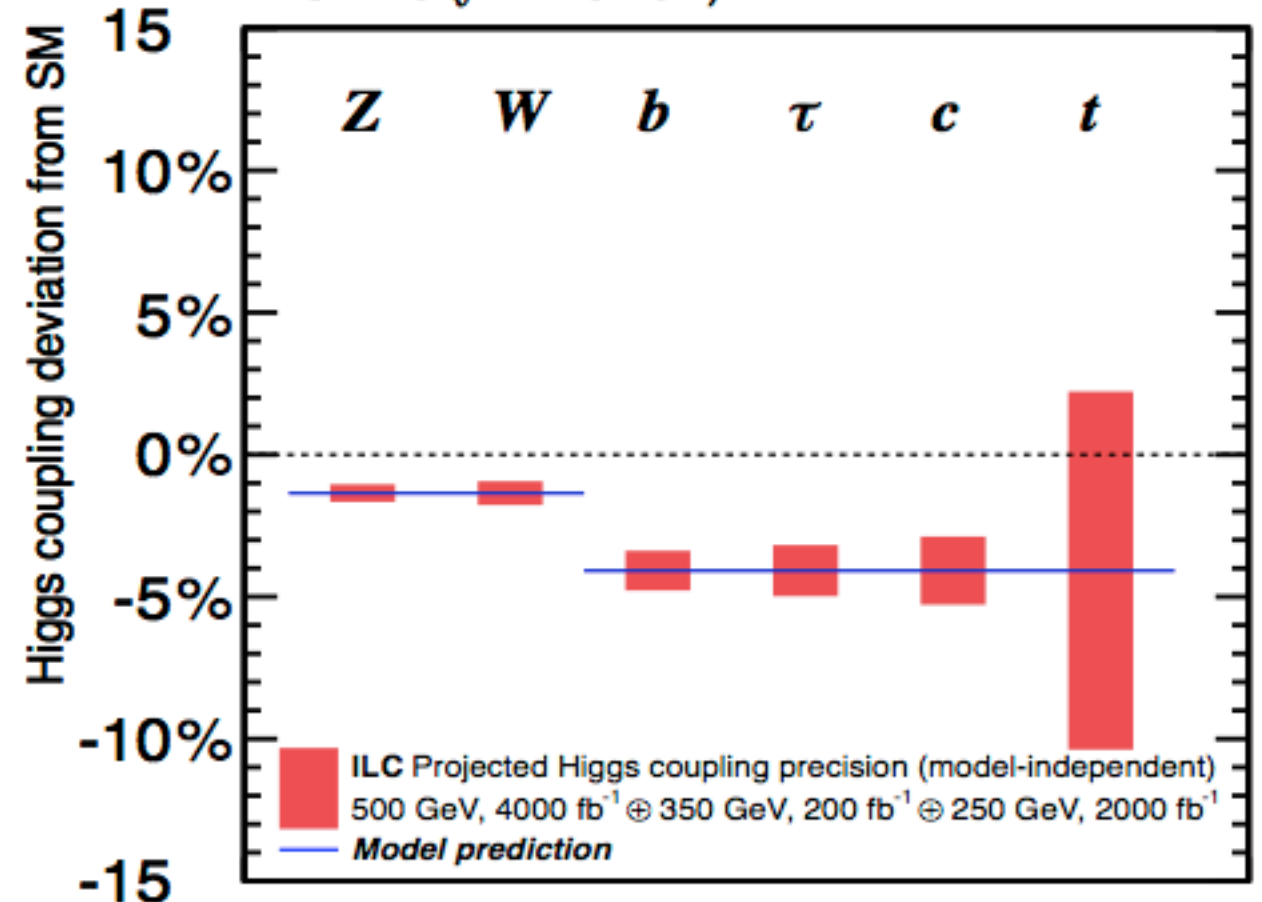 Higgs coupling deviation from SM
15
10%
5%
0%
-5%
-10%
-15
Z W b τ c t
ILC Projected Higgs coupling precision (model-independent)
500 GeV, 4000 fb⁻¹ ⊕ 350 GeV, 200 fb⁻¹ ⊕ 250 GeV, 2000 fb⁻¹
Model prediction